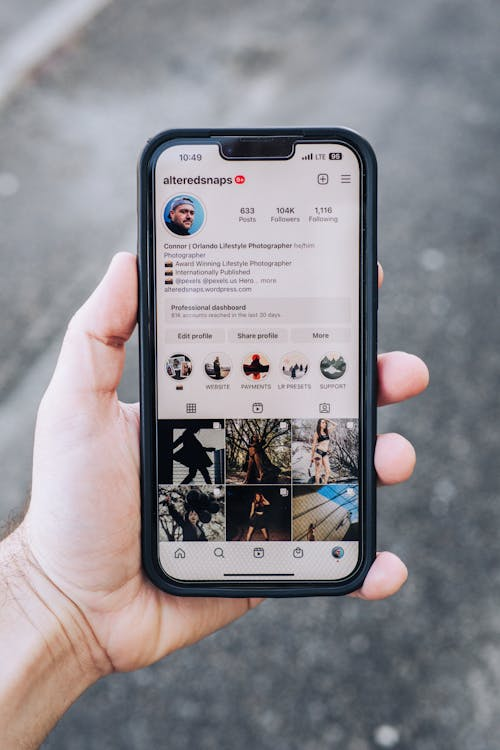 10:49 LTE 96
alteredsnaps 9+
633 104K 1,116
Posts Followers Following
Connor | Orlando Lifestyle Photographer he/him
Photographer
📸 Award Winning Lifestyle Photographer
📸 Internationally Published
📸 @pexels @pexels.us Hero... more
alteredsnaps.wordpress.com
Professional dashboard
81K accounts reached in the last 30 days.
Edit profile Share profile More
📸 WEBSITE PAYMENTS LR PRESETS SUPPORT